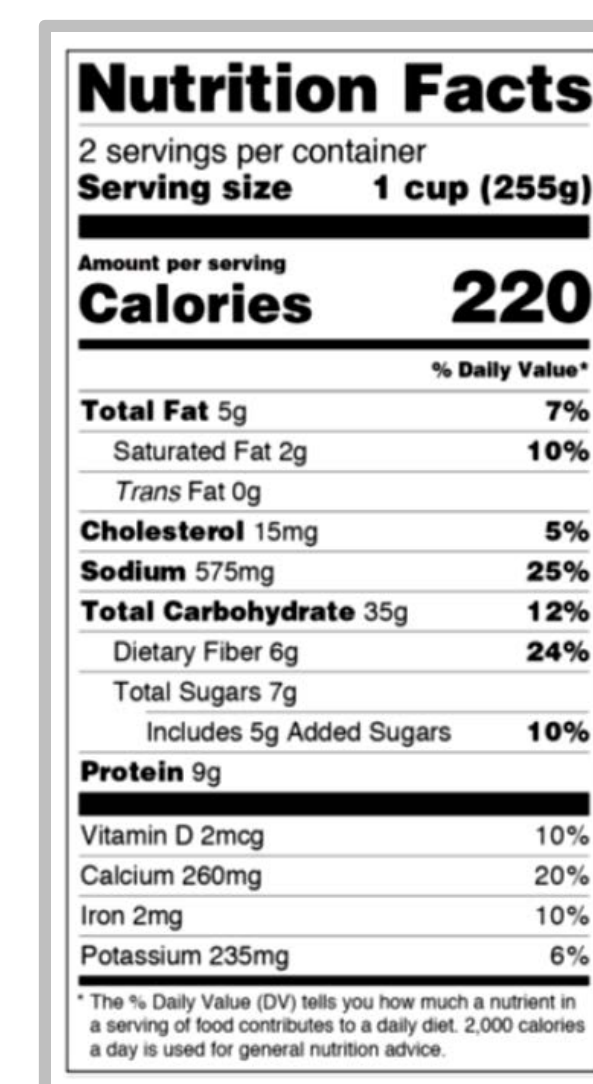 Nutrition Facts
2 servings per container
Serving size 1 cup (255g)
Amount per serving
Calories 220
% Daily Value*
Total Fat 5g 7%
Saturated Fat 2g 10%
Trans Fat 0g
Cholesterol 15mg 5%
Sodium 575mg 25%
Total Carbohydrate 35g 12%
Dietary Fiber 6g 24%
Total Sugars 7g
Includes 5g Added Sugars 10%
Protein 9g
Vitamin D 2mcg 10%
Calcium 260mg 20%
Iron 2mg 10%
Potassium 235mg 6%
* The % Daily Value (DV) tells you how much a nutrient in
a serving of food contributes to a daily diet. 2,000 calories
a day is used for general nutrition advice.